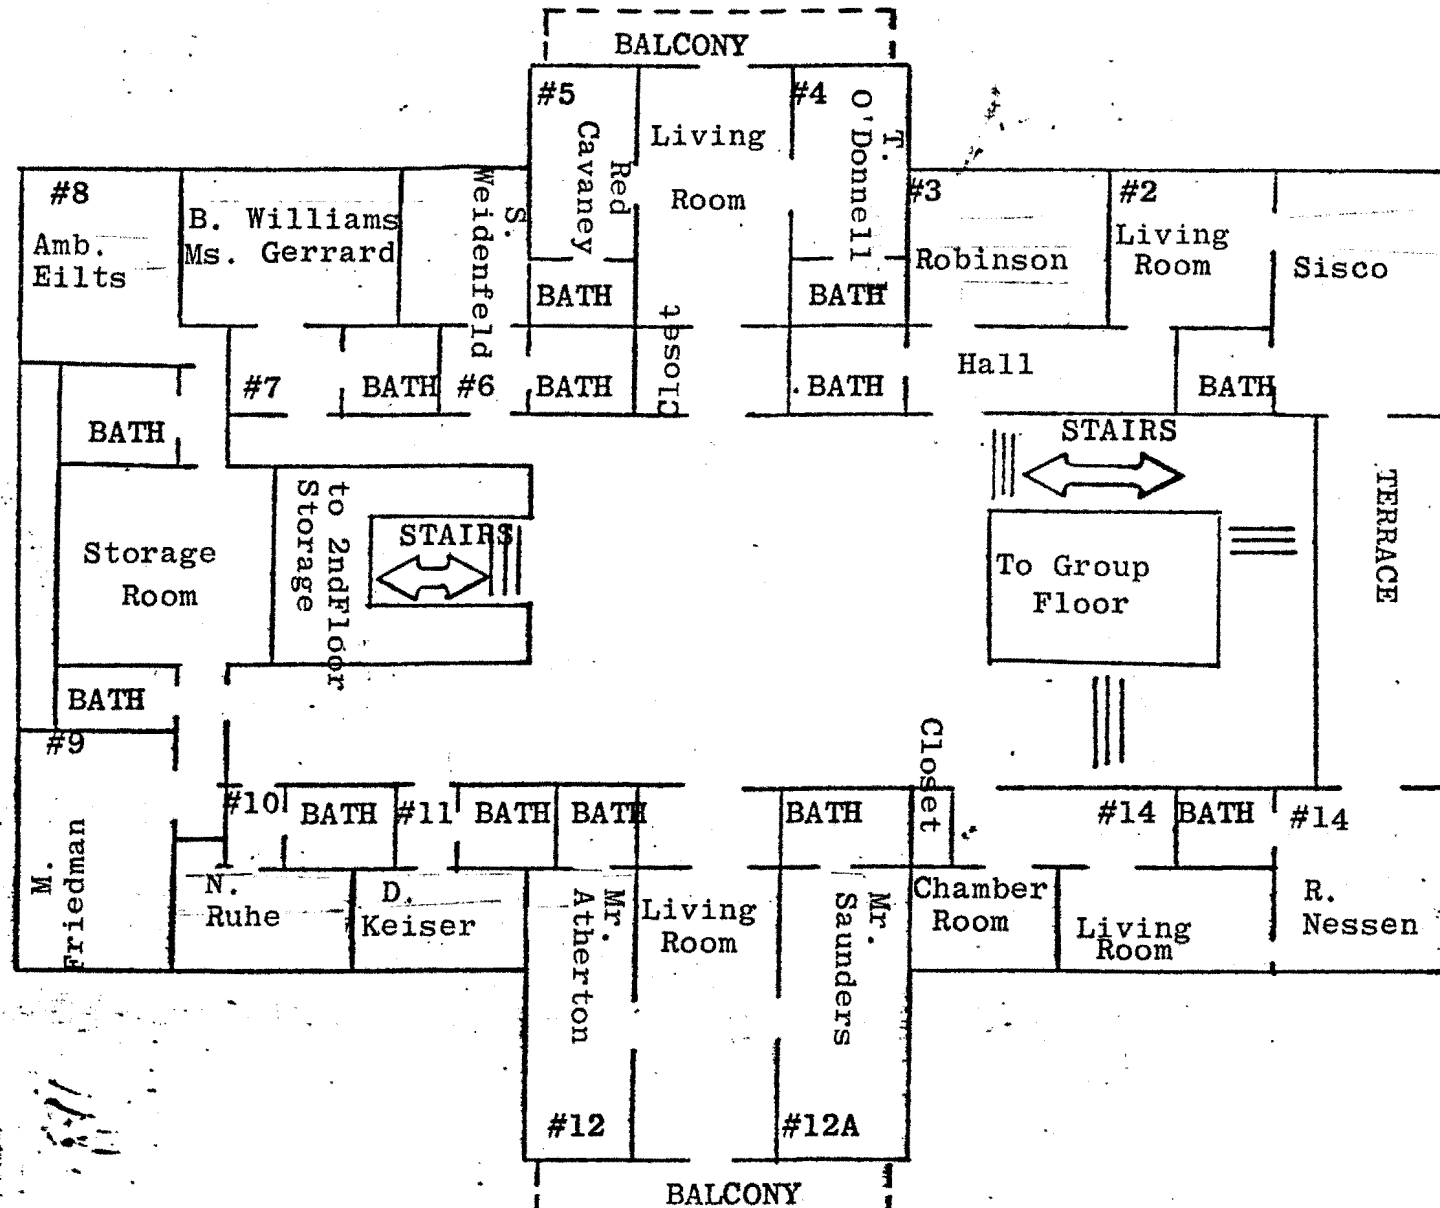 BALCONY
#5
Red
Cavaney
Living
Room
#4
T.
O'Donnell
#8
Amb.
Eilts
B. Williams
Ms. Gerrard
S.
Weidenfeld
#3
Robinson
#2
Living
Room
Sisco
BATH
BATH
Closet
Hall
#7
BATH
#6
BATH
BATH
BATH
BATH
STAIRS
TERRACE
Storage
Room
to 2ndFloor
Storage
STAIRS
To Group
Floor
BATH
#9
M.
Friedman
Closet
#10
BATH
#11
BATH
BATH
BATH
#14
BATH
#14
N.
Ruhe
D.
Keiser
Mr.
Atherton
Living
Room
Mr.
Saunders
Chamber
Room
Living
Room
R.
Nessen
#12
#12A
BALCONY